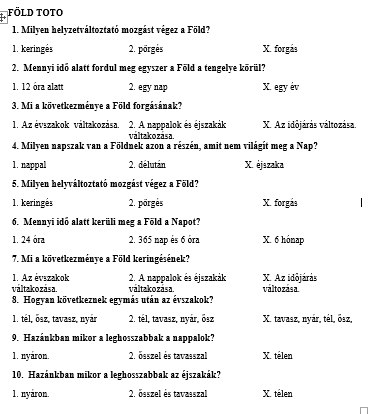 FÖLD TOTO
1. Milyen helyzetváltoztató mozgást végez a Föld?
1. keringés 2. pörgés X. forgás
2. Mennyi idő alatt fordul meg egyszer a Föld a tengelye körül?
1. 12 óra alatt 2. egy nap X. egy év
3. Mi a következménye a Föld forgásának?
1. Az évszakok váltakozása. 2. A nappalok és éjszakák X. Az időjárás változása.
váltakozása.
4. Milyen napszak van a Földnek azon a részén, amit nem világít meg a Nap?
1. nappal 2. délután X. éjszaka
5. Milyen helyváltoztató mozgást végez a Föld?
1. keringés 2. pörgés X. forgás
6. Mennyi idő alatt kerüli meg a Föld a Napot?
1. 24 óra 2. 365 nap és 6 óra X. 6 hónap
7. Mi a következménye a Föld keringésének?
1. Az évszakok 2. A nappalok és éjszakák X. Az időjárás
váltakozása. váltakozása. változása.
8. Hogyan következnek egymás után az évszakok?
1. tél, ősz, tavasz, nyár 2. tél, tavasz, nyár, ősz X. tavasz, nyár, tél, ősz,
9. Hazánkban mikor a leghosszabbak a nappalok?
1. nyáron. 2. ősszel és tavasszal X. télen
10. Hazánkban mikor a leghosszabbak az éjszakák?
1. nyáron. 2. ősszel és tavasszal X. télen